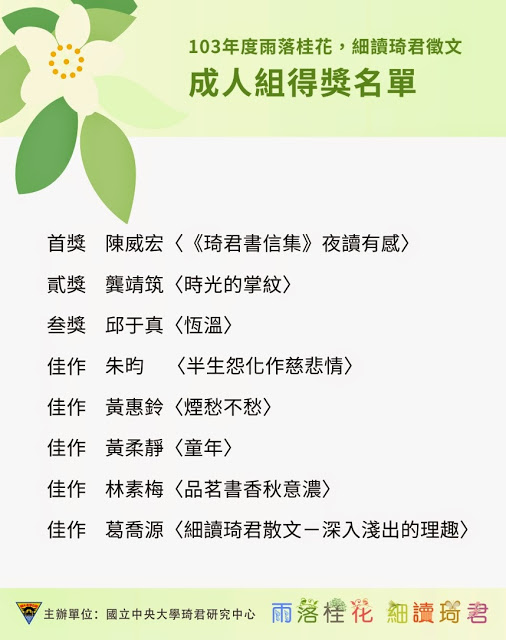 103年度雨落桂花，細讀琦君徵文
成人組得獎名單
首獎 陳威宏〈《琦君書信集》夜讀有感〉
貳獎 龔靖筑〈時光的掌紋〉
叁獎 邱于真〈恆溫〉
佳作 朱昀 〈半生怨化作慈悲情〉
佳作 黃惠鈴〈煙愁不愁〉
佳作 黃柔靜〈童年〉
佳作 林素梅〈品茗書香秋意濃〉
佳作 葛喬源〈細讀琦君散文－深入淺出的理趣〉
主辦單位：國立中央大學琦君研究中心 雨落桂花 細讀琦君